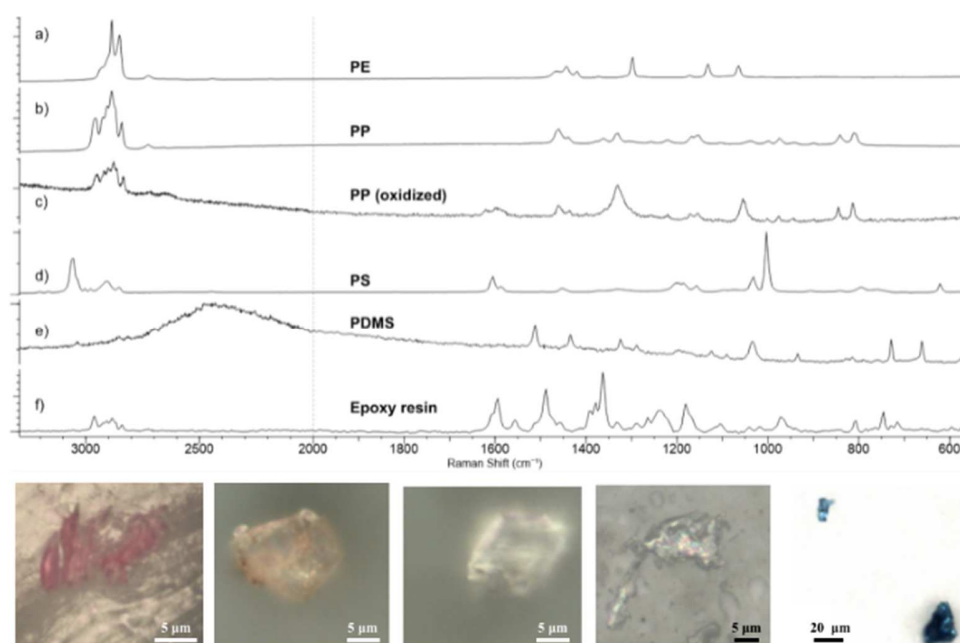 a)
PE
b)
PP
c)
PP (oxidized)
d)
PS
e)
PDMS
f)
Epoxy resin
3000 2500 2000 1800 1600 1400 1200 1000 800 600
Raman Shift (cm⁻¹)
5 µm 5 µm 5 µm 5 µm 20 µm